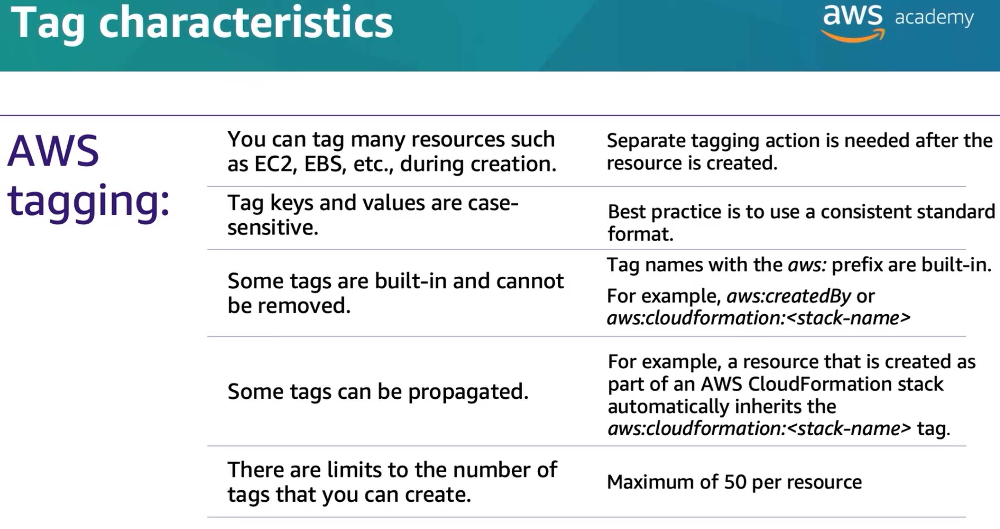 Tag characteristics
aws academy
AWS
tagging:
You can tag many resources such
as EC2, EBS, etc., during creation.
Separate tagging action is needed after the
resource is created.
Tag keys and values are case-
sensitive.
Best practice is to use a consistent standard
format.
Some tags are built-in and cannot
be removed.
Tag names with the aws: prefix are built-in.
For example, aws:createdBy or
aws:cloudformation:<stack-name>
Some tags can be propagated.
For example, a resource that is created as
part of an AWS CloudFormation stack
automatically inherits the
aws:cloudformation:<stack-name> tag.
There are limits to the number of
tags that you can create.
Maximum of 50 per resource